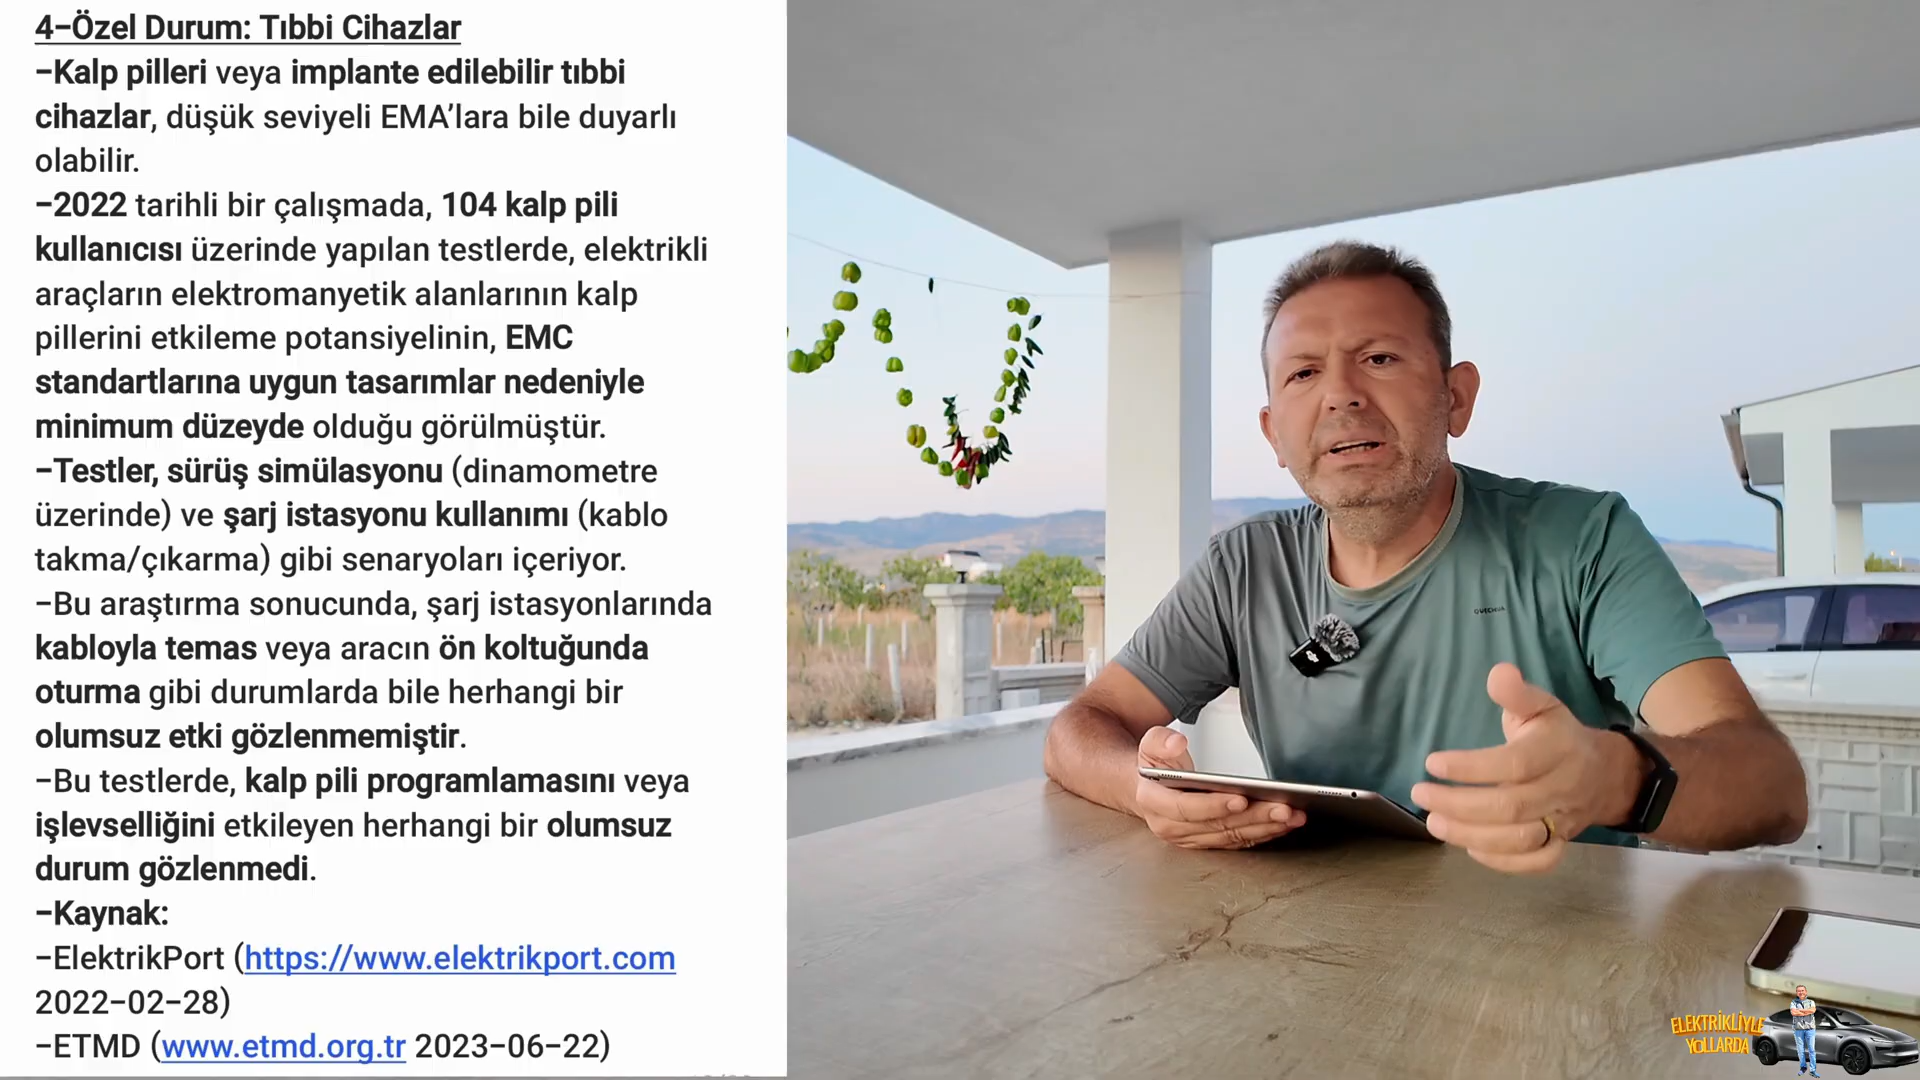 4-Özel Durum: Tıbbi Cihazlar
-Kalp pilleri veya implante edilebilir tıbbi
cihazlar, düşük seviyeli EMA'lara bile duyarlı
olabilir.
-2022 tarihli bir çalışmada, 104 kalp pili
kullanıcısı üzerinde yapılan testlerde, elektrikli
araçların elektromanyetik alanlarının kalp
pillerini etkileme potansiyelinin, EMC
standartlarına uygun tasarımlar nedeniyle
minimum düzeyde olduğu görülmüştür.
-Testler, sürüş simülasyonu (dinamometre
üzerinde) ve şarj istasyonu kullanımı (kablo
takma/çıkarma) gibi senaryoları içeriyor.
-Bu araştırma sonucunda, şarj istasyonlarında
kabloyla temas veya aracın ön koltuğunda
oturma gibi durumlarda bile herhangi bir
olumsuz etki gözlenmemiştir.
-Bu testlerde, kalp pili programlamasını veya
işlevselliğini etkileyen herhangi bir olumsuz
durum gözlenmedi.
-Kaynak:
-ElektrikPort (https://www.elektrikport.com
2022-02-28)
-ETMD (www.etmd.org.tr 2023-06-22)
QUECHUA
ELEKTRİKLİYLE
YOLLARDA